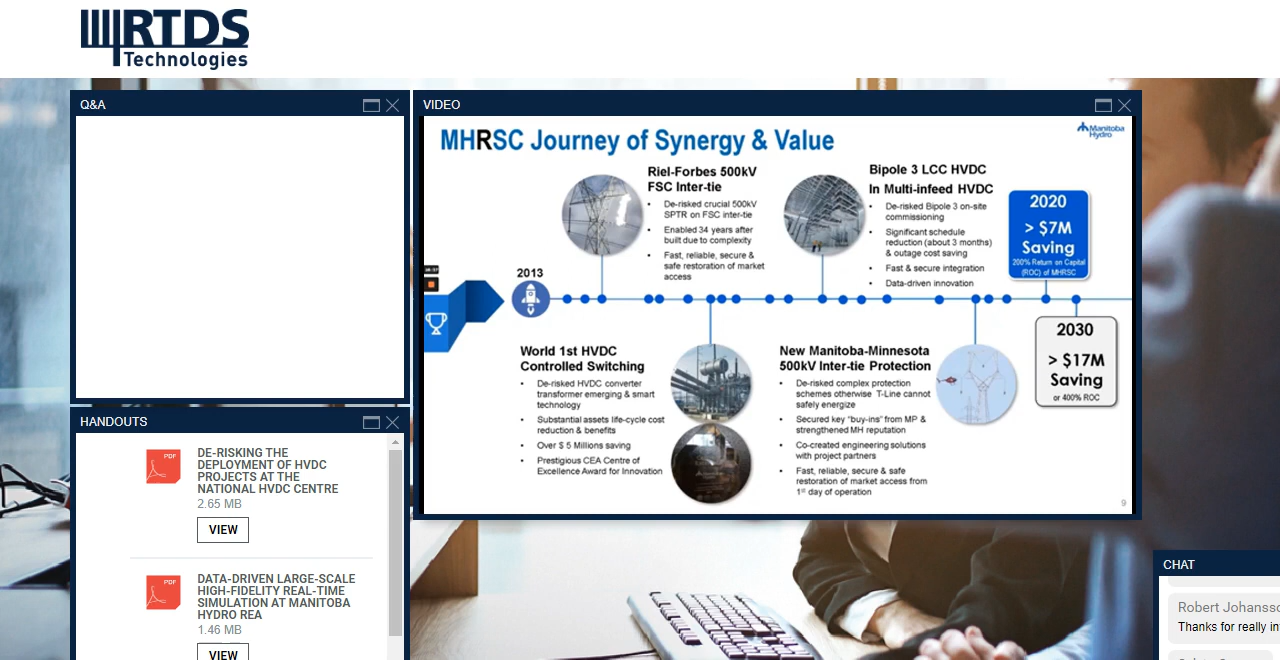 RTDS
Technologies
Q&A
VIDEO
MHRSC Journey of Synergy & Value
Manitoba
Hydro
Riel-Forbes 500kV
FSC Inter-tie
• De-risked crucial 500kV
SPTR on FSC inter-tie
• Enabled 34 years after
built due to complexity
• Fast, reliable, secure &
safe restoration of market
access
Bipole 3 LCC HVDC
In Multi-infeed HVDC
• De-risked Bipole 3 on-site
commissioning
• Significant schedule
reduction (about 3 months)
& outage cost saving
• Fast & secure integration
• Data-driven innovation
2020
> $7M
Saving
200% Return on Capital
(ROC) of MHRSC
2013
World 1st HVDC
Controlled Switching
• De-risked HVDC converter
transformer emerging & smart
technology
• Substantial assets life-cycle cost
reduction & benefits
• Over $ 5 Millions saving
• Prestigious CEA Centre of
Excellence Award for Innovation
New Manitoba-Minnesota
500kV Inter-tie Protection
• De-risked complex protection
schemes otherwise T-Line cannot
safely energize
• Secured key "buy-ins" from MP &
strengthened MH reputation
• Co-created engineering solutions
with project partners
• Fast, reliable, secure & safe
restoration of market access from
1st day of operation
2030
> $17M
Saving
or 400% ROC
9
HANDOUTS
PDF
DE-RISKING THE
DEPLOYMENT OF HVDC
PROJECTS AT THE
NATIONAL HVDC CENTRE
2.65 MB
VIEW
PDF
DATA-DRIVEN LARGE-SCALE
HIGH-FIDELITY REAL-TIME
SIMULATION AT MANITOBA
HYDRO REA
1.46 MB
VIEW
CHAT
Robert Johansso
Thanks for really in